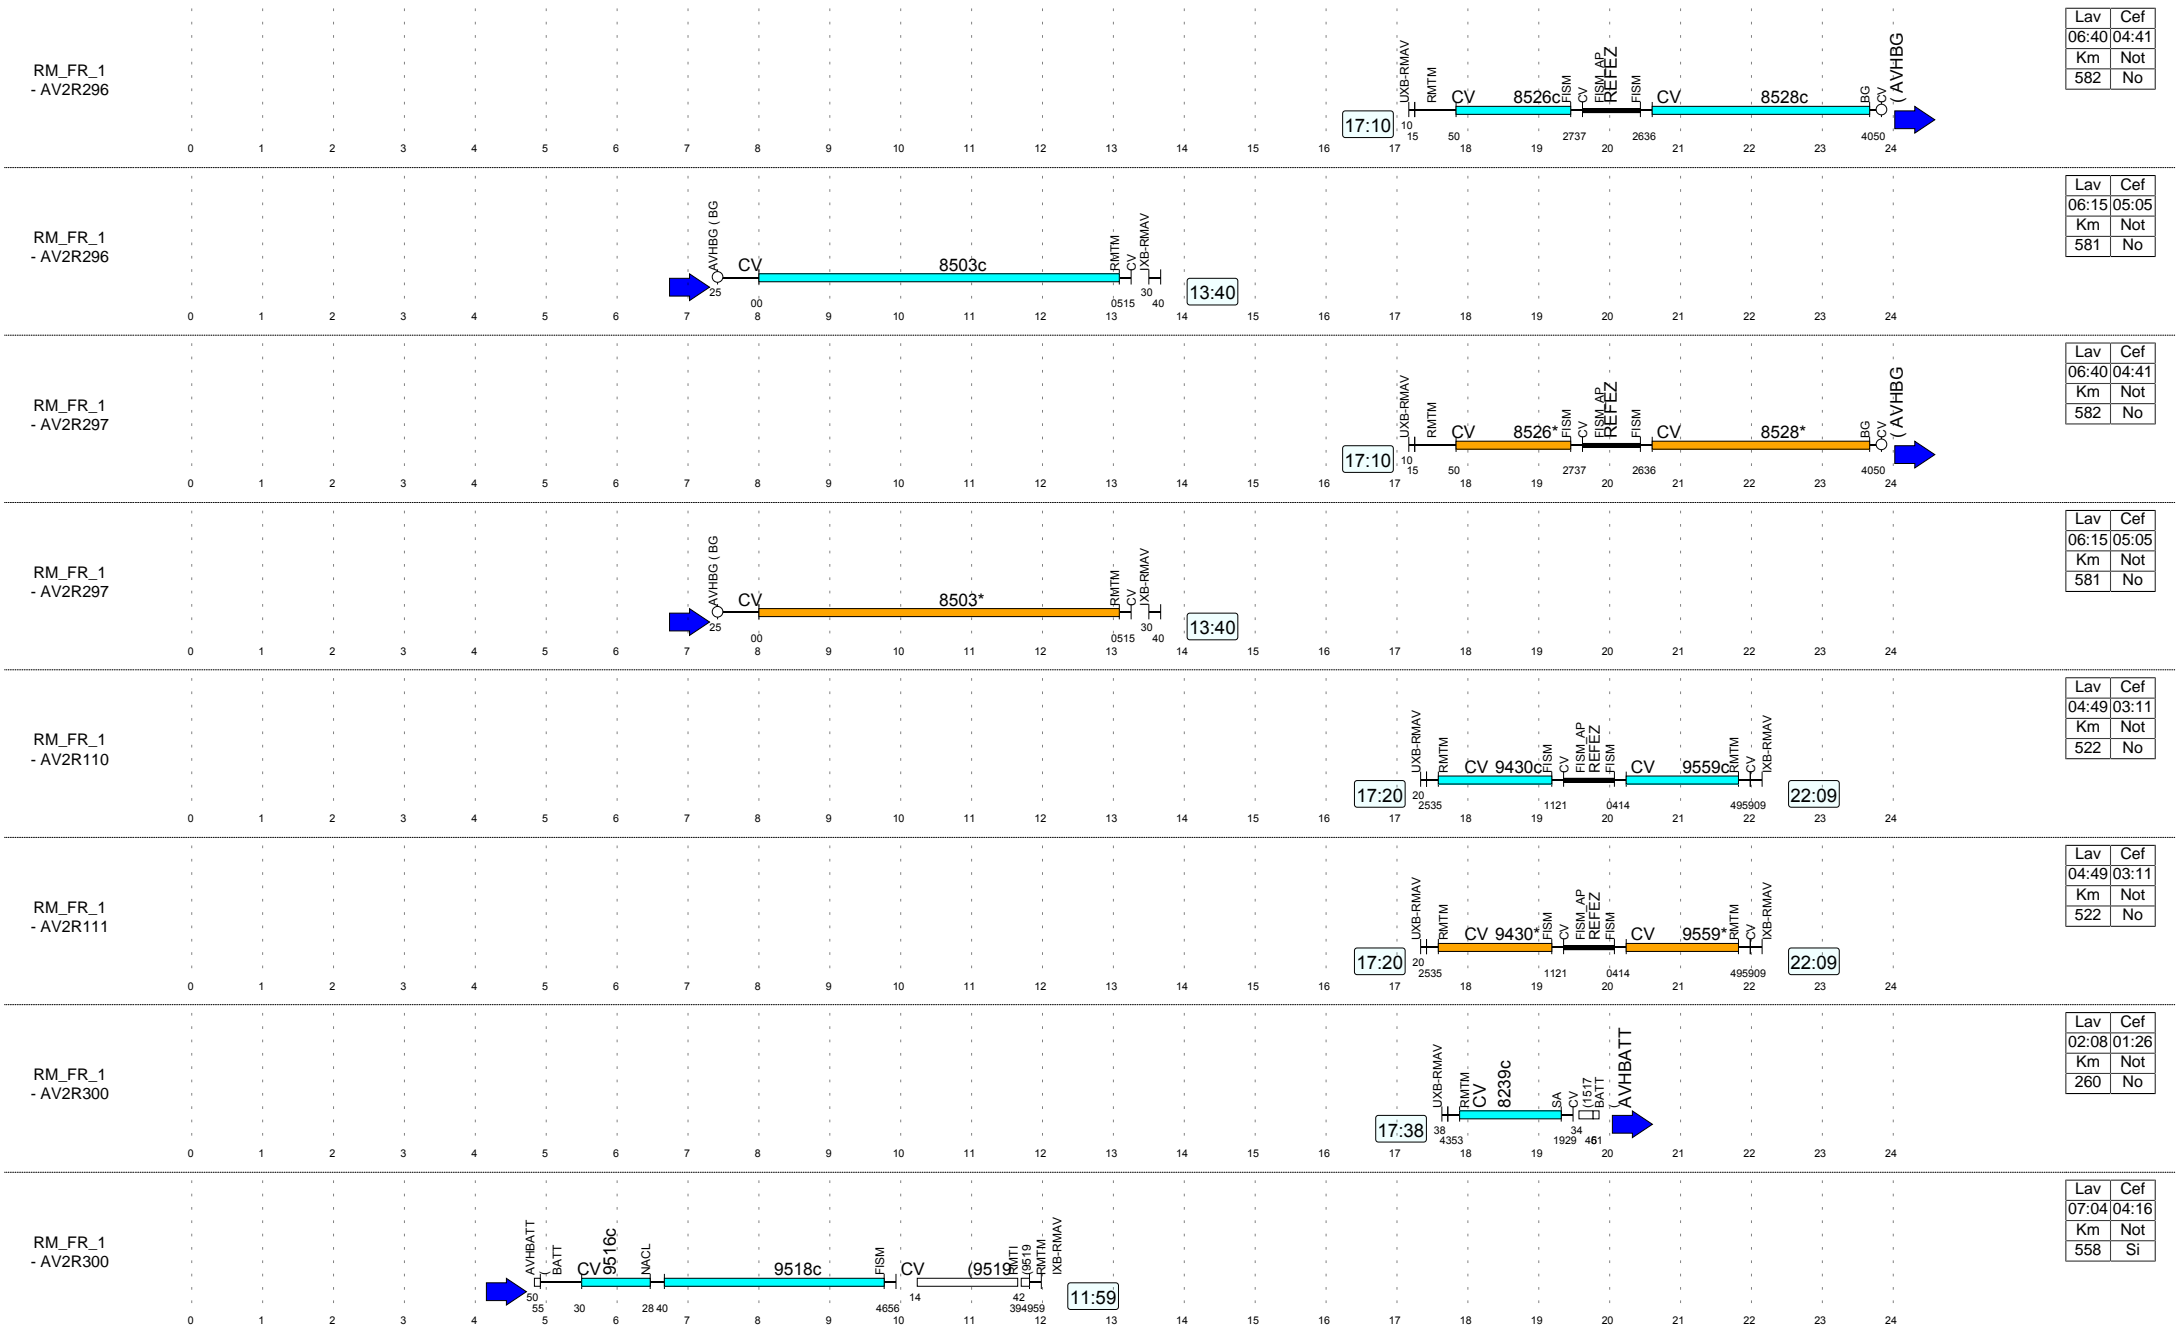 Lav Cef
06:40 04:41
Km Not
582 No
RM_FR_1
- AV2R296
17:10
UXB-RMAV RMTM CV 8526c FISM CV FISM_AP REFEZ FISM CV 8528c BG CV ( AVHBG
10 15 50 2737 2636 4050
0 1 2 3 4 5 6 7 8 9 10 11 12 13 14 15 16 17 18 19 20 21 22 23 24
Lav Cef
06:15 05:05
Km Not
581 No
RM_FR_1
- AV2R296
AVHBG ( BG CV 8503c RMTM CV IXB-RMAV
25 00 0515 30 40
13:40
0 1 2 3 4 5 6 7 8 9 10 11 12 13 14 15 16 17 18 19 20 21 22 23 24
Lav Cef
06:40 04:41
Km Not
582 No
RM_FR_1
- AV2R297
17:10
UXB-RMAV RMTM CV 8526* FISM CV FISM_AP REFEZ FISM CV 8528* BG CV ( AVHBG
10 15 50 2737 2636 4050
0 1 2 3 4 5 6 7 8 9 10 11 12 13 14 15 16 17 18 19 20 21 22 23 24
Lav Cef
06:15 05:05
Km Not
581 No
RM_FR_1
- AV2R297
AVHBG ( BG CV 8503* RMTM CV IXB-RMAV
25 00 0515 30 40
13:40
0 1 2 3 4 5 6 7 8 9 10 11 12 13 14 15 16 17 18 19 20 21 22 23 24
Lav Cef
04:49 03:11
Km Not
522 No
RM_FR_1
- AV2R110
17:20
UXB-RMAV RMTM CV 9430c FISM CV FISM_AP REFEZ FISM CV 9559c RMTM CV IXB-RMAV
20 2535 1121 0414 495909
22:09
0 1 2 3 4 5 6 7 8 9 10 11 12 13 14 15 16 17 18 19 20 21 22 23 24
Lav Cef
04:49 03:11
Km Not
522 No
RM_FR_1
- AV2R111
17:20
UXB-RMAV RMTM CV 9430* FISM CV FISM_AP REFEZ FISM CV 9559* RMTM CV IXB-RMAV
20 2535 1121 0414 495909
22:09
0 1 2 3 4 5 6 7 8 9 10 11 12 13 14 15 16 17 18 19 20 21 22 23 24
Lav Cef
02:08 01:26
Km Not
260 No
RM_FR_1
- AV2R300
17:38
UXB-RMAV RMTM CV 8239c SA CV (1517 BATT ( AVHBATT
38 4353 1929 34
0 1 2 3 4 5 6 7 8 9 10 11 12 13 14 15 16 17 18 19 20 21 22 23 24
Lav Cef
07:04 04:16
Km Not
558 Si
RM_FR_1
- AV2R300
AVHBATT ( BATT CV 9516c NACL 9518c FISM CV (9519 RMTI (9519 RMTM IXB-RMAV
50 55 30 28 40 4656 14 42 394959
11:59
0 1 2 3 4 5 6 7 8 9 10 11 12 13 14 15 16 17 18 19 20 21 22 23 24